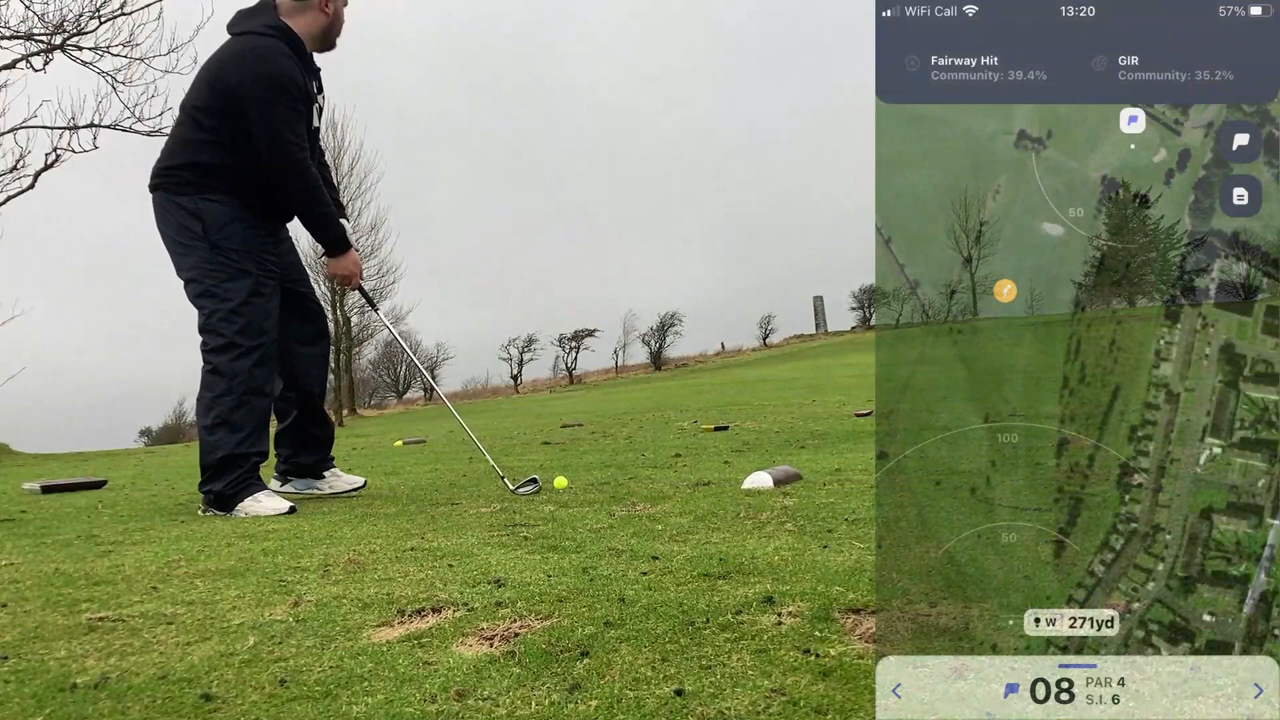 WiFi Call
13:20
57%
Fairway Hit
Community: 39.4%
GIR
Community: 35.2%
50
100
50
W 271yd
08
PAR 4
S.I. 6